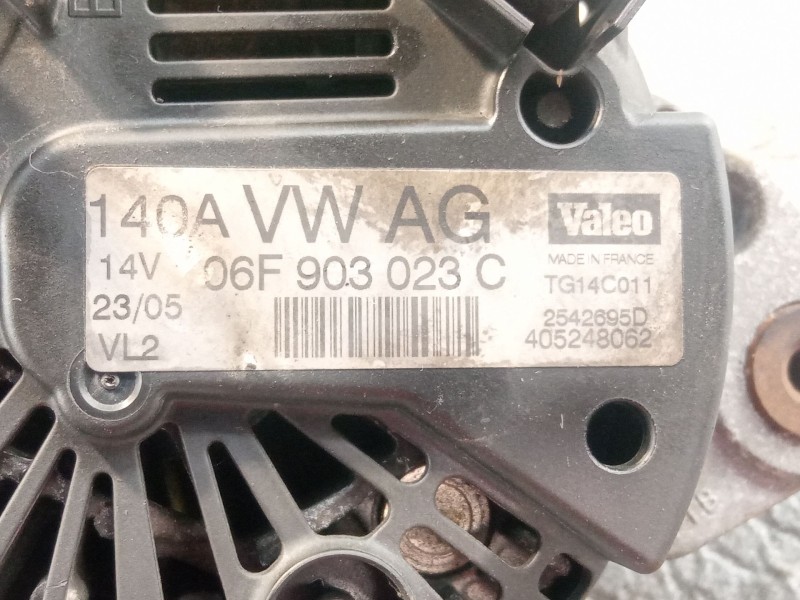 140A VW AG
Valeo
MADE IN FRANCE
14V 06F 903 023 C
TG14C011
23/05
2542695D
405248062
VL2